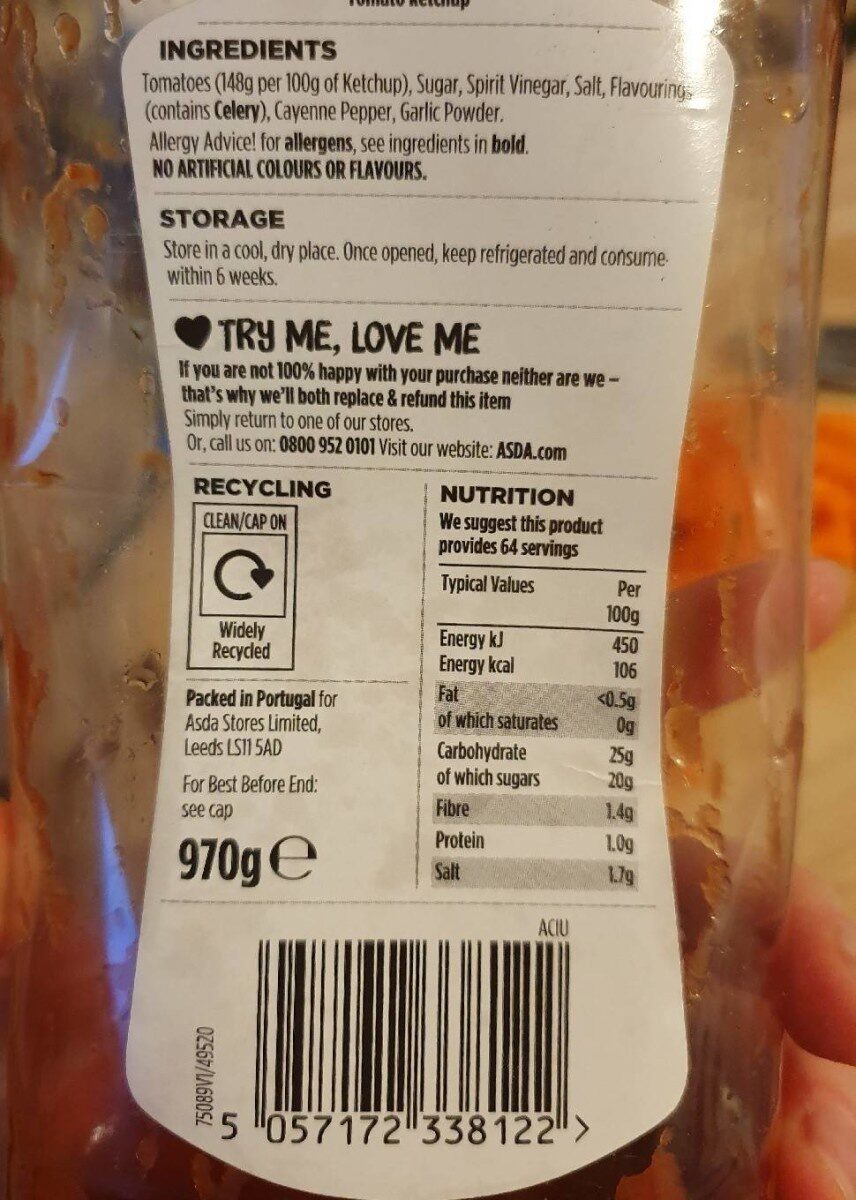 Tomato Ketchup
INGREDIENTS
Tomatoes (148g per 100g of Ketchup), Sugar, Spirit Vinegar, Salt, Flavourings
(contains Celery), Cayenne Pepper, Garlic Powder.
Allergy Advice! for allergens, see ingredients in bold.
NO ARTIFICIAL COLOURS OR FLAVOURS.
STORAGE
Store in a cool, dry place. Once opened, keep refrigerated and consume
within 6 weeks.
TRY ME, LOVE ME
If you are not 100% happy with your purchase neither are we –
that's why we'll both replace & refund this item
Simply return to one of our stores.
Or, call us on: 0800 952 0101 Visit our website: ASDA.com
RECYCLING
CLEAN/CAP ON
Widely
Recycled
Packed in Portugal for
Asda Stores Limited,
Leeds LS11 5AD
For Best Before End:
see cap
970g e
NUTRITION
We suggest this product
provides 64 servings
Typical Values Per
100g
Energy kJ 450
Energy kcal 106
Fat <0.5g
of which saturates 0g
Carbohydrate 25g
of which sugars 20g
Fibre 1.4g
Protein 1.0g
Salt 1.7g
ACIU
75089V1/49520
5 057172 338122 >